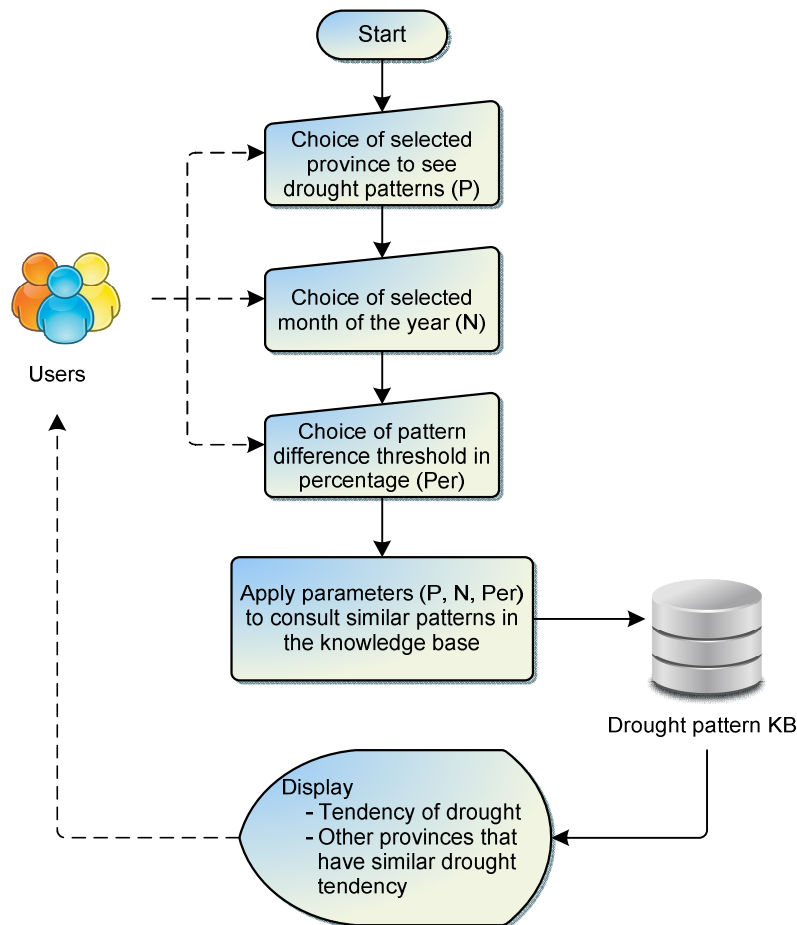 Start
Choice of selected
province to see
drought patterns (P)
Choice of selected
month of the year (N)
Users
Choice of pattern
difference threshold in
percentage (Per)
Apply parameters (P, N, Per)
to consult similar patterns in
the knowledge base
Drought pattern KB
Display
- Tendency of drought
- Other provinces that
have similar drought
tendency